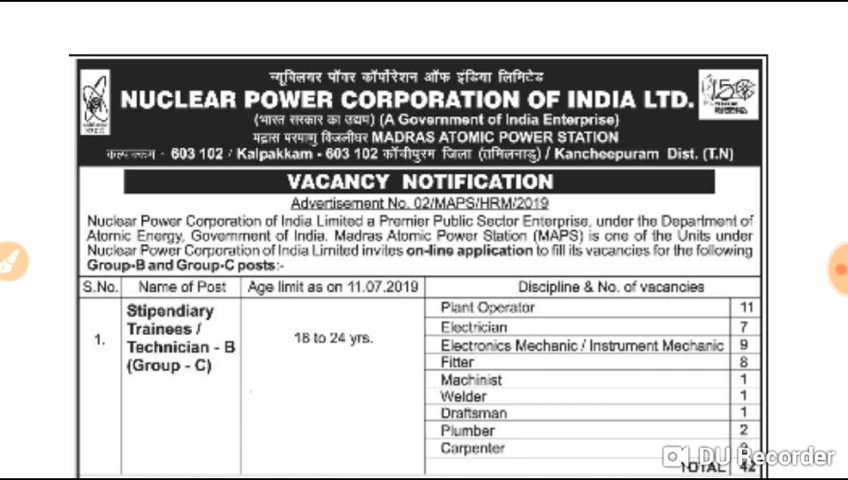 न्यूक्लियर पॉवर कॉर्पोरेशन ऑफ इंडिया लिमिटेड
NUCLEAR POWER CORPORATION OF INDIA LTD.
(भारत सरकार का उद्यम) (A Government of India Enterprise)
मद्रास परमाणु बिजलीघर MADRAS ATOMIC POWER STATION
कल्पाक्कम - 603 102 / Kalpakkam - 603 102 काँचीपुरम जिला (तमिलनाडु) / Kancheepuram Dist. (T.N)
VACANCY NOTIFICATION
Advertisement No. 02/MAPS/HRM/2019
Nuclear Power Corporation of India Limited a Premier Public Sector Enterprise, under the Department of
Atomic Energy, Government of India. Madras Atomic Power Station (MAPS) is one of the Units under
Nuclear Power Corporation of India Limited invites on-line application to fill its vacancies for the following
Group-B and Group-C posts:-
S.No. Name of Post Age limit as on 11.07.2019 Discipline & No. of vacancies
1. Stipendiary Trainees / Technician - B (Group - C) 18 to 24 yrs.
Plant Operator 11
Electrician 7
Electronics Mechanic / Instrument Mechanic 9
Fitter 8
Machinist 1
Welder 1
Draftsman 1
Plumber 2
Carpenter
TOTAL 42
DU Recorder